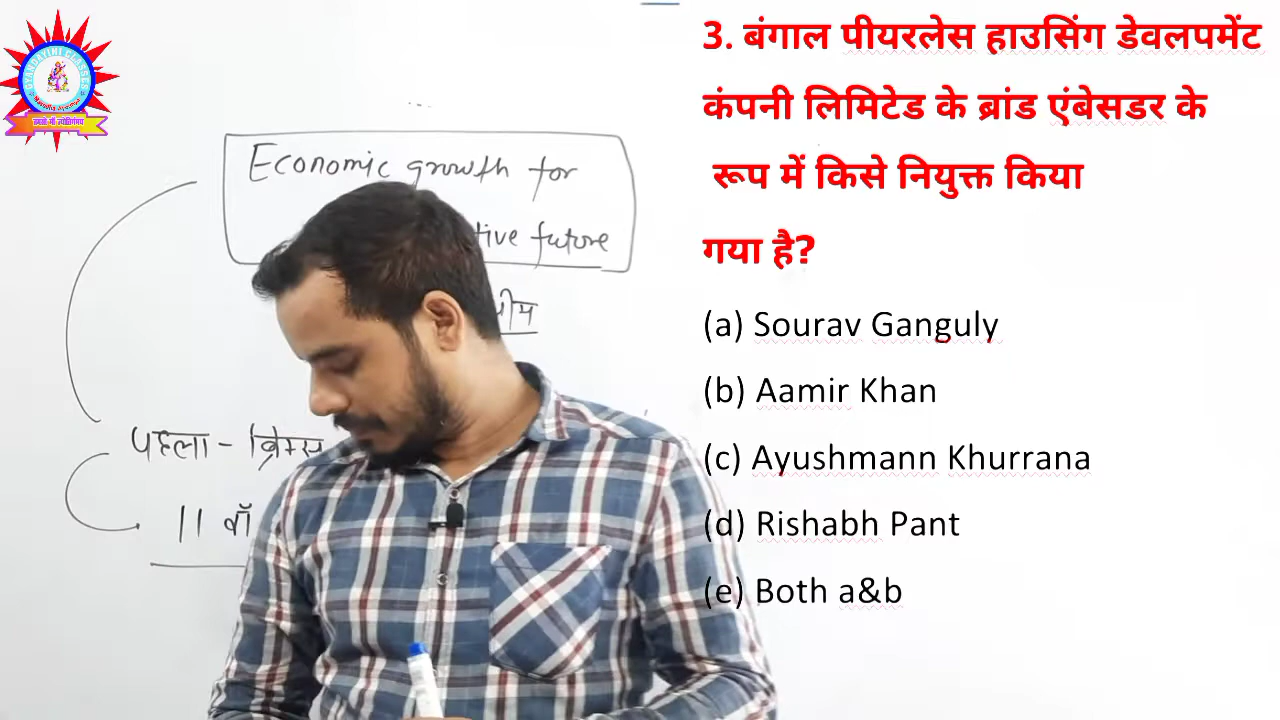 3. बंगाल पीयरलेस हाउसिंग डेवलपमेंट
कंपनी लिमिटेड के ब्रांड एंबेसडर के
रूप में किसे नियुक्त किया
गया है?
(a) Sourav Ganguly
(b) Aamir Khan
(c) Ayushmann Khurrana
(d) Rishabh Pant
(e) Both a&b
Economic growth for
tive future
पहला - ब्रिक्स
11 वाँ